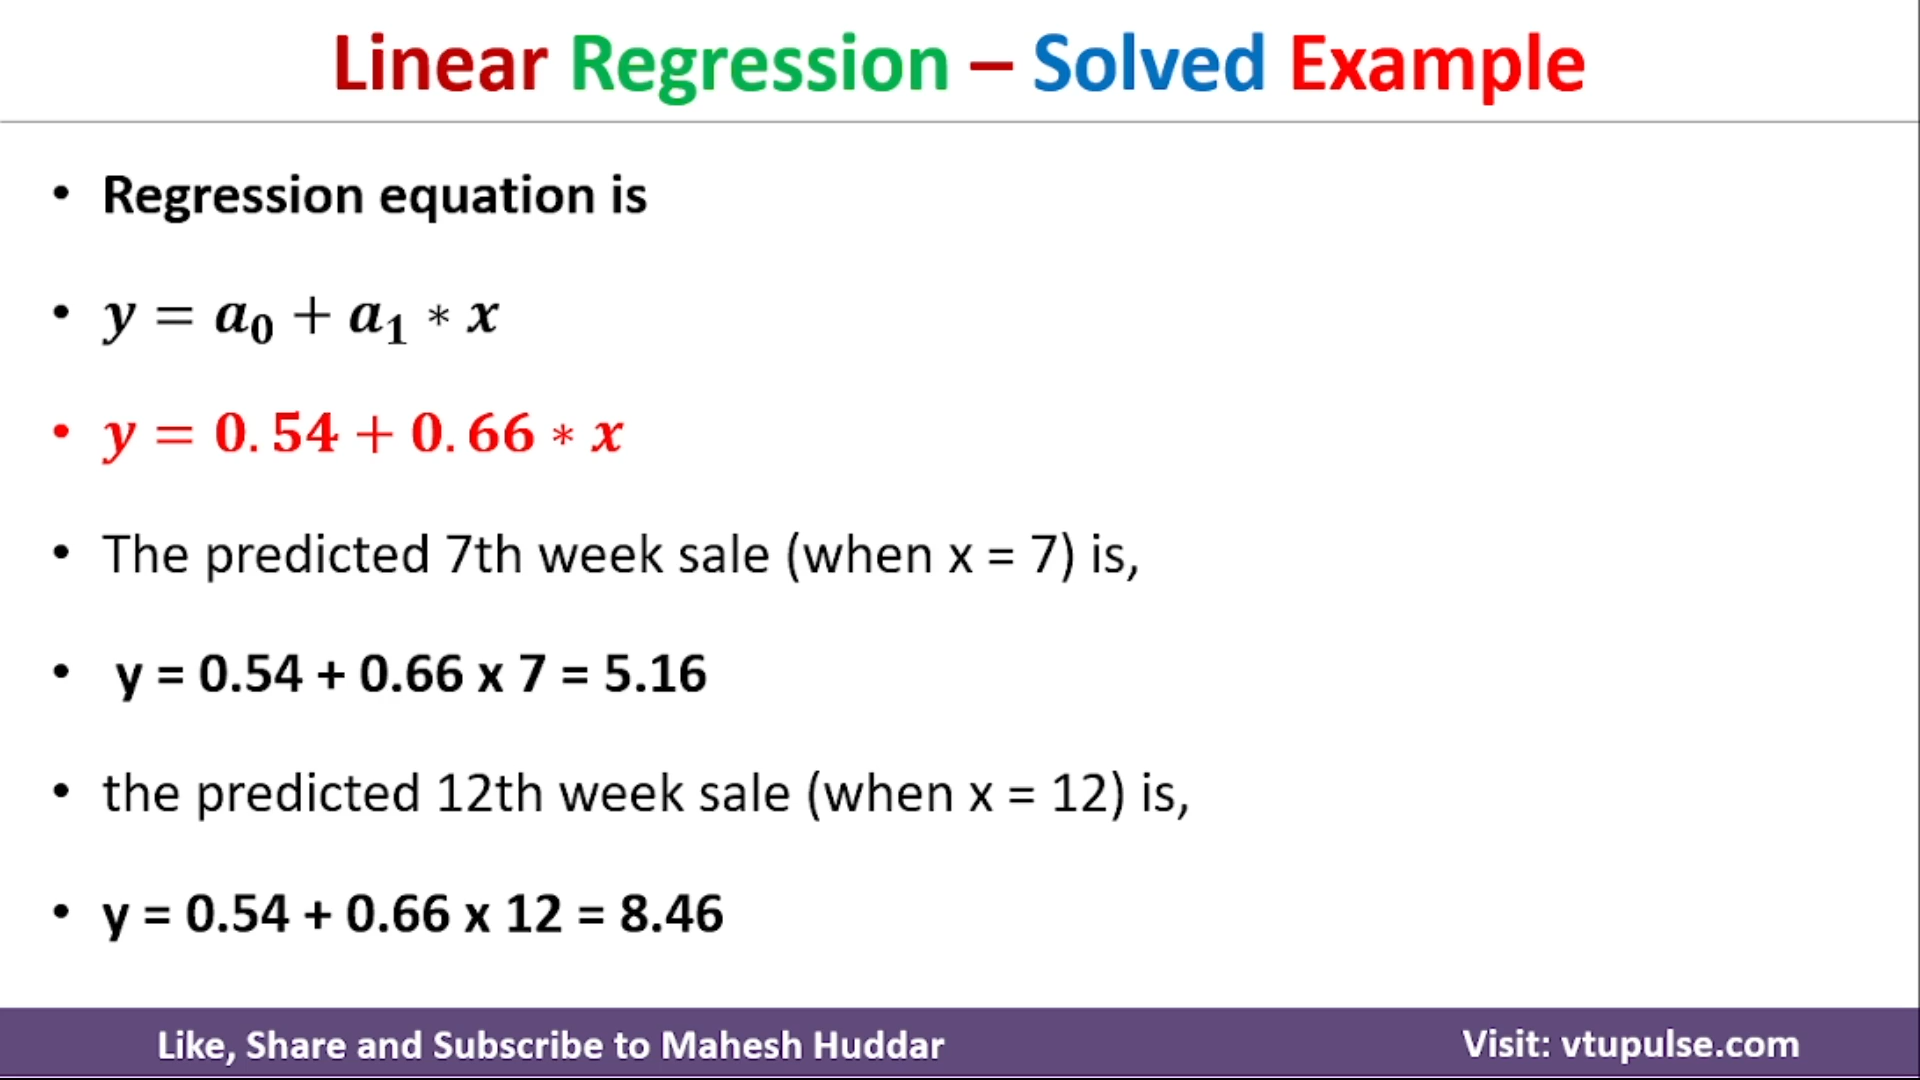 Linear Regression – Solved Example
• Regression equation is
• y = a₀ + a₁ * x
• y = 0.54 + 0.66 * x
• The predicted 7th week sale (when x = 7) is,
• y = 0.54 + 0.66 x 7 = 5.16
• the predicted 12th week sale (when x = 12) is,
• y = 0.54 + 0.66 x 12 = 8.46
Like, Share and Subscribe to Mahesh Huddar
Visit: vtupulse.com